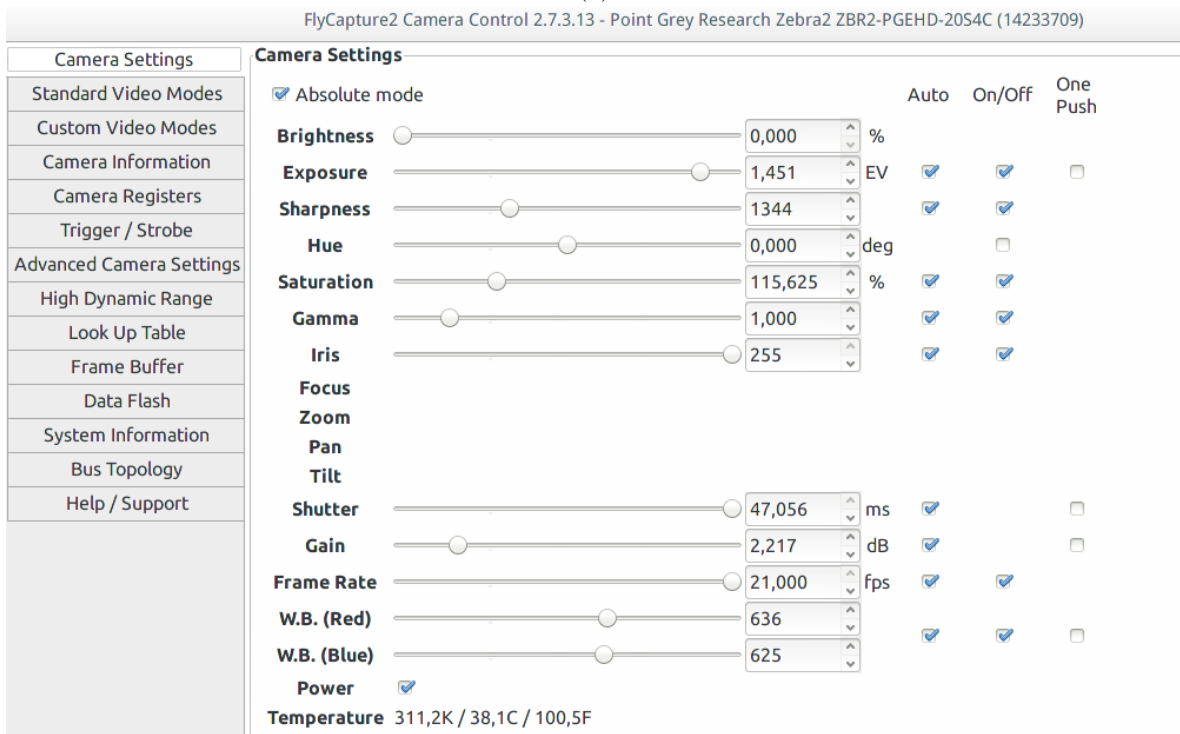 FlyCapture2 Camera Control 2.7.3.13 - Point Grey Research Zebra2 ZBR2-PGEHD-20S4C (14233709)
Camera Settings
Standard Video Modes
Custom Video Modes
Camera Information
Camera Registers
Trigger / Strobe
Advanced Camera Settings
High Dynamic Range
Look Up Table
Frame Buffer
Data Flash
System Information
Bus Topology
Help / Support
Camera Settings
Absolute mode Auto On/Off One Push
Brightness 0,000 %
Exposure 1,451 EV
Sharpness 1344
Hue 0,000 deg
Saturation 115,625 %
Gamma 1,000
Iris 255
Focus
Zoom
Pan
Tilt
Shutter 47,056 ms
Gain 2,217 dB
Frame Rate 21,000 fps
W.B. (Red) 636
W.B. (Blue) 625
Power
Temperature 311,2K / 38,1C / 100,5F